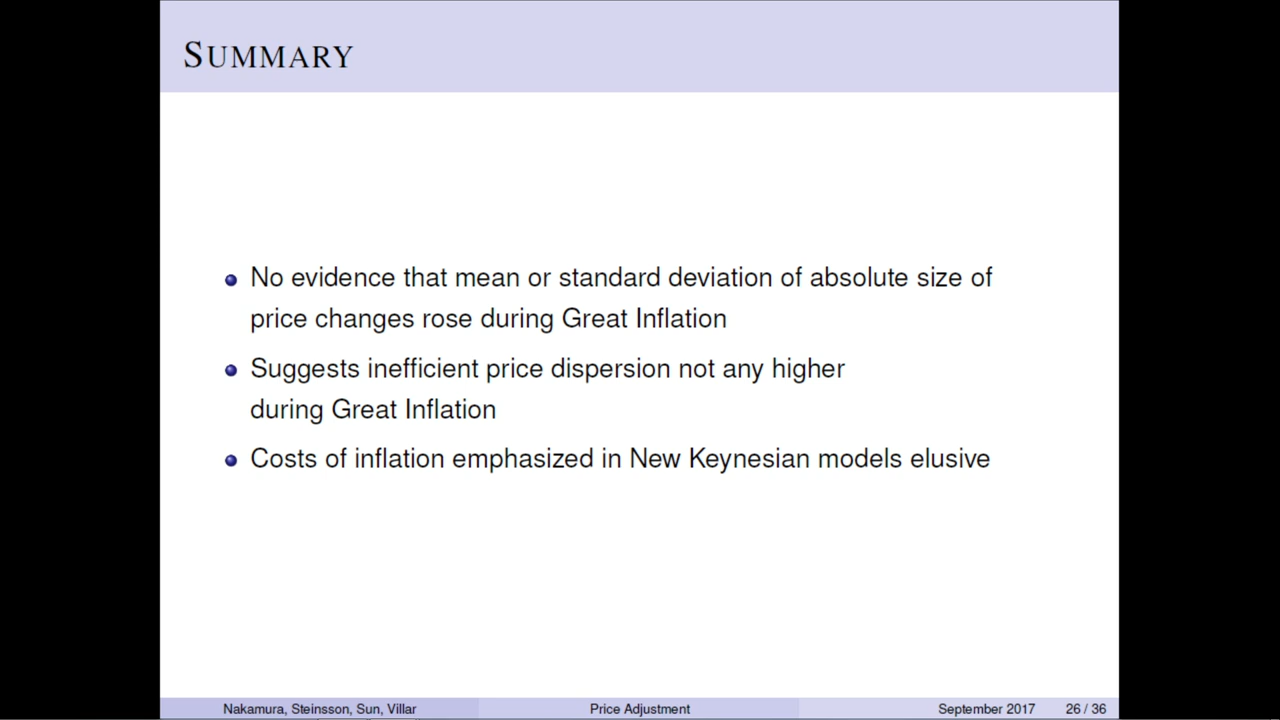 SUMMARY
No evidence that mean or standard deviation of absolute size of
price changes rose during Great Inflation
Suggests inefficient price dispersion not any higher
during Great Inflation
Costs of inflation emphasized in New Keynesian models elusive
Nakamura, Steinsson, Sun, Villar Price Adjustment September 2017 26 / 36